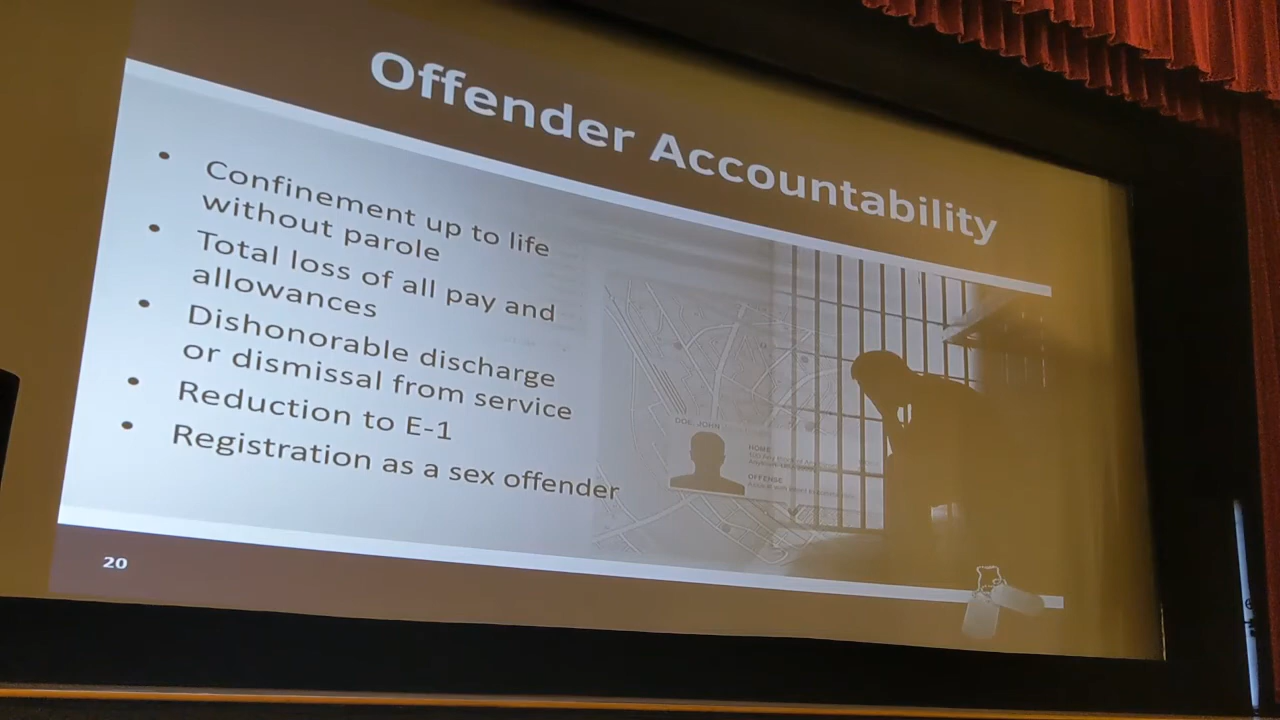 Offender Accountability
• Confinement up to life
without parole
• Total loss of all pay and
allowances
• Dishonorable discharge
or dismissal from service
• Reduction to E-1
• Registration as a sex offender
DOE, JOHN
HOME
OFFENSE
20